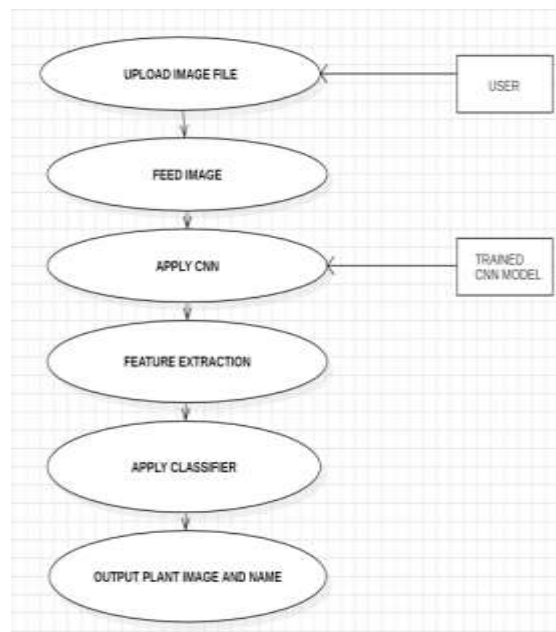 UPLOAD IMAGE FILE
USER
FEED IMAGE
APPLY CNN
TRAINED
CNN MODEL
FEATURE EXTRACTION
APPLY CLASSIFIER
OUTPUT PLANT IMAGE AND NAME